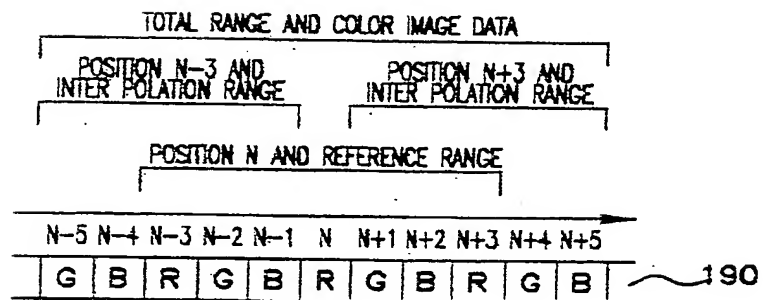 TOTAL RANGE AND COLOR IMAGE DATA
POSITION N-3 AND
INTER POLATION RANGE
POSITION N+3 AND
INTER POLATION RANGE
POSITION N AND REFERENCE RANGE
N-5 N-4 N-3 N-2 N-1 N N+1 N+2 N+3 N+4 N+5
G B R G B R G B R G B
190